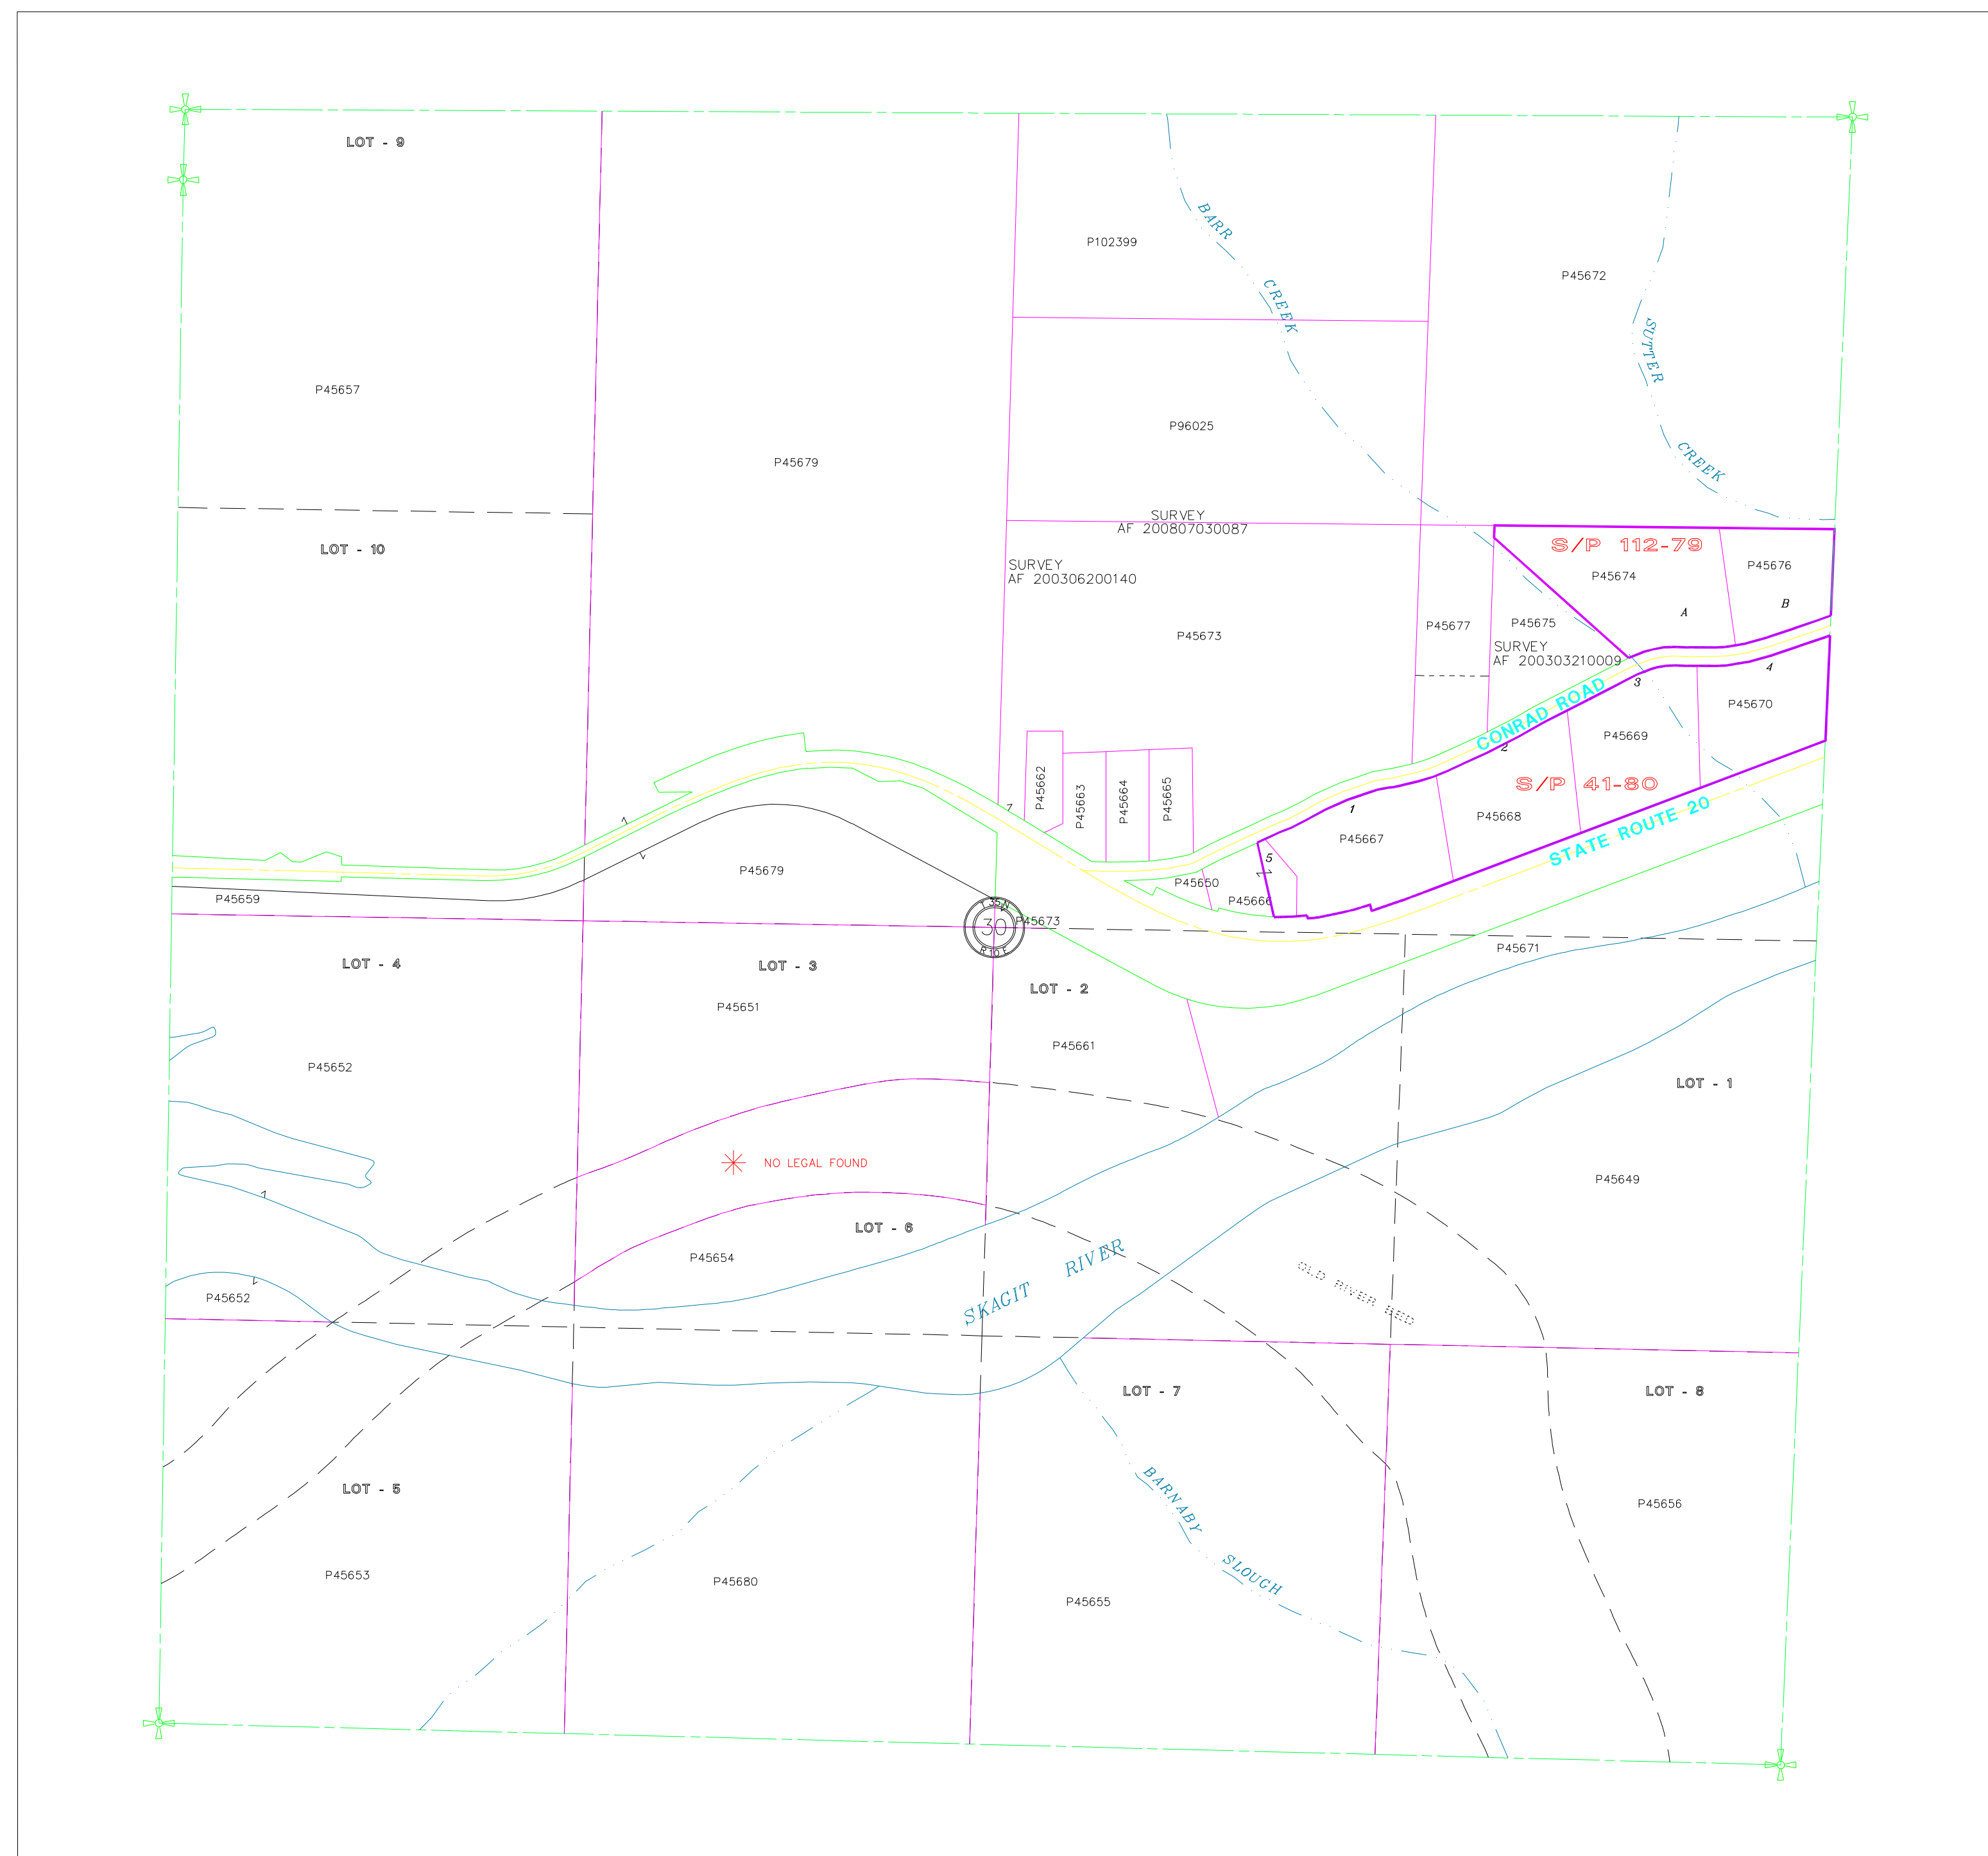 LOT - 9
BARR
P102399
P45672
CREEK
SUTTER
P45657
P96025
CREEK
P45679
SURVEY
AF 200807030087
S/P 112-79
LOT - 10
SURVEY
AF 200306200140
P45676
P45674
B
A
P45675
P45677
P45673
SURVEY
AF 200303210009
4
3
CONRAD ROAD
P45670
P45669
2
S/P 41-80
P45662
P45663
P45664
P45665
7
1
P45668
STATE ROUTE 20
P45667
5
P45679
P45650
P45666
P45659
T 35 N
30
R 10 E
P45673
P45671
LOT - 4
LOT - 3
LOT - 2
P45651
P45661
P45652
LOT - 1
NO LEGAL FOUND
P45649
LOT - 6
P45654
SKAGIT RIVER
OLD RIVER BED
P45652
LOT - 7
LOT - 8
LOT - 5
BARNABY
SLOUGH
P45656
P45653
P45680
P45655